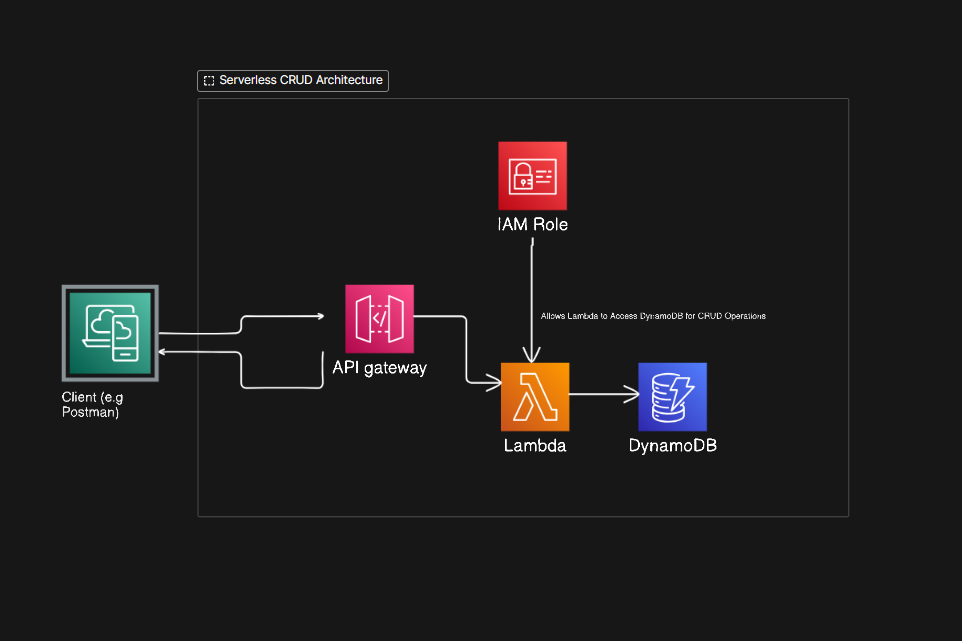 Serverless CRUD Architecture
IAM Role
Allows Lambda to Access DynamoDB for CRUD Operations
API gateway
Client (e.g
Postman)
Lambda
DynamoDB